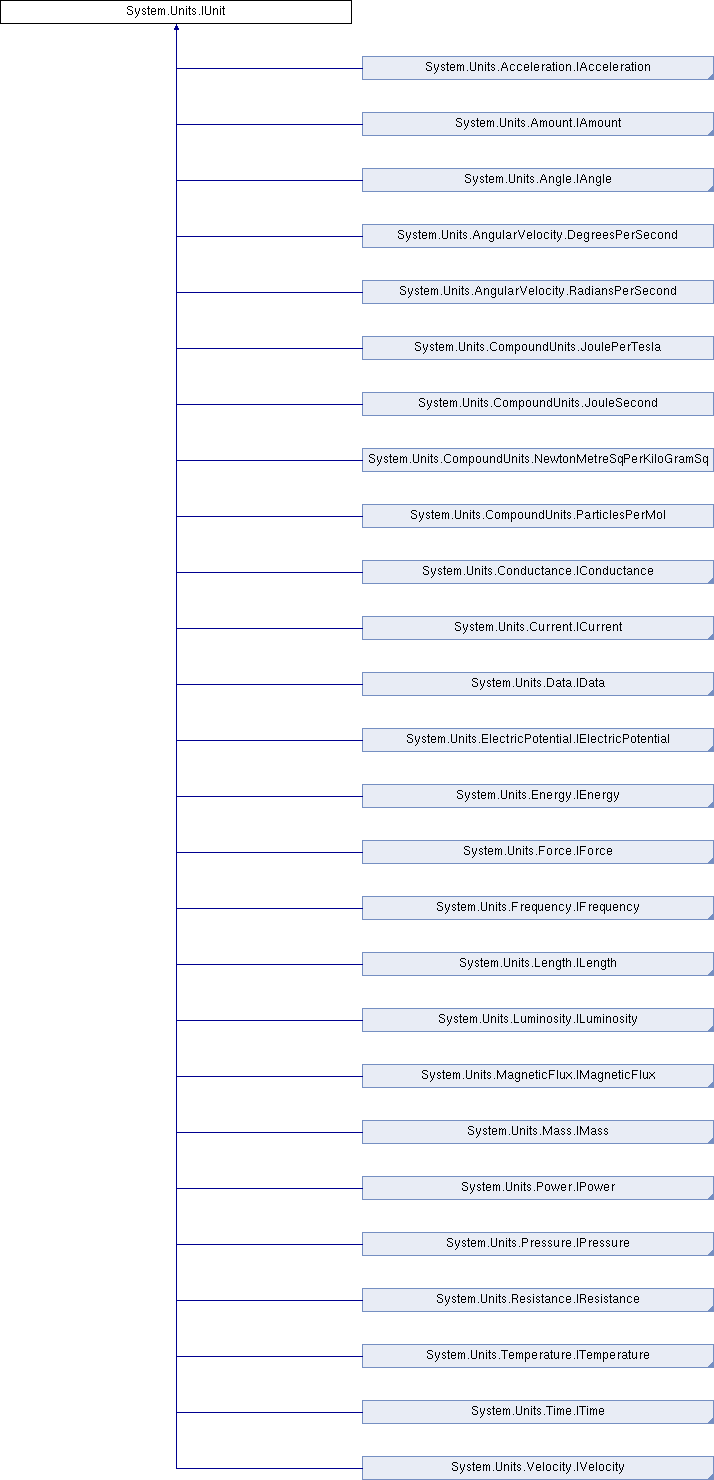 System.Units.IUnit
System.Units.Acceleration.IAcceleration
System.Units.Amount.IAmount
System.Units.Angle.IAngle
System.Units.AngularVelocity.DegreesPerSecond
System.Units.AngularVelocity.RadiansPerSecond
System.Units.CompoundUnits.JoulePerTesla
System.Units.CompoundUnits.JouleSecond
System.Units.CompoundUnits.NewtonMetreSqPerKiloGramSq
System.Units.CompoundUnits.ParticlesPerMol
System.Units.Conductance.IConductance
System.Units.Current.ICurrent
System.Units.Data.IData
System.Units.ElectricPotential.IElectricPotential
System.Units.Energy.IEnergy
System.Units.Force.IForce
System.Units.Frequency.IFrequency
System.Units.Length.ILength
System.Units.Luminosity.ILuminosity
System.Units.MagneticFlux.IMagneticFlux
System.Units.Mass.IMass
System.Units.Power.IPower
System.Units.Pressure.IPressure
System.Units.Resistance.IResistance
System.Units.Temperature.ITemperature
System.Units.Time.ITime
System.Units.Velocity.IVelocity